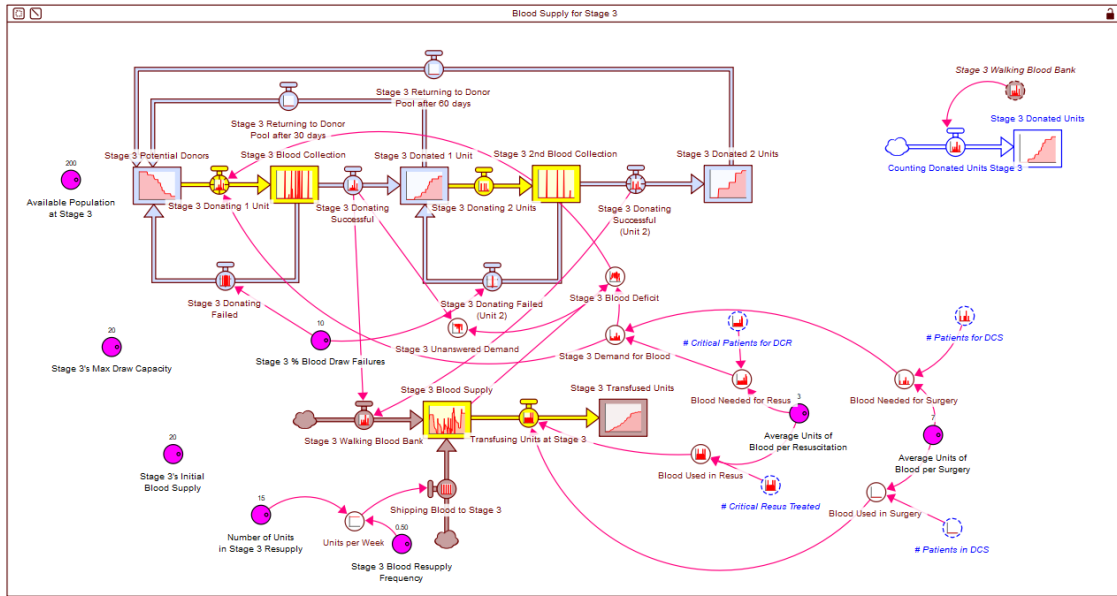 Blood Supply for Stage 3
Stage 3 Walking Blood Bank
Stage 3 Returning to Donor
Pool after 60 days
Stage 3 Returning to Donor
Pool after 30 days
Stage 3 Donated Units
Counting Donated Units Stage 3
Stage 3 Potential Donors
Stage 3 Blood Collection
Stage 3 Donated 1 Unit
Stage 3 2nd Blood Collection
Stage 3 Donated 2 Units
200
Available Population
at Stage 3
Stage 3 Donating 1 Unit
Stage 3 Donating
Successful
Stage 3 Donating 2 Units
Stage 3 Donating
Successful
(Unit 2)
Stage 3 Donating
Failed
Stage 3 Donating Failed
(Unit 2)
Stage 3 Blood Deficit
20
Stage 3's Max Draw Capacity
10
Stage 3 % Blood Draw Failures
Stage 3 Unanswered Demand
Stage 3 Demand for Blood
# Critical Patients for DCR
# Patients for DCS
Stage 3 Blood Supply
Stage 3 Transfused Units
Blood Needed for Resus
Blood Needed for Surgery
3
Average Units of
Blood per Resuscitation
Average Units of
Blood per Surgery
Stage 3 Walking Blood Bank
Transfusing Units at Stage 3
20
Stage 3's Initial
Blood Supply
Blood Used in Resus
# Critical Resus Treated
Blood Used in Surgery
# Patients in DCS
15
Number of Units
in Stage 3 Resupply
Units per Week
Shipping Blood to Stage 3
0.50
Stage 3 Blood Resupply
Frequency